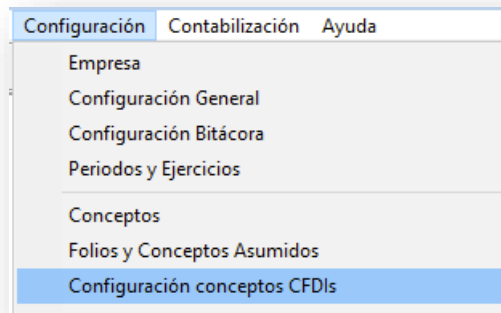 Configuración Contabilización Ayuda
Empresa
Configuración General
Configuración Bitácora
Periodos y Ejercicios
Conceptos
Folios y Conceptos Asumidos
Configuración conceptos CFDIs